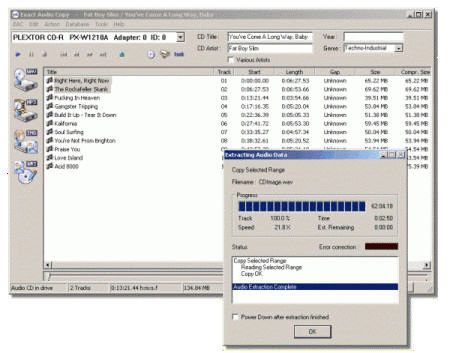 Exact Audio Copy - Fat Boy Slim / You've Come A Long Way, Baby
EAC Edit Action Database Tools Help
PLEXTOR CD-R PX-W1210A Adapter: 0 ID: 0
CD Title: You've Come A Long Way, Baby Year:
CD Artist: Fat Boy Slim Genre: Techno-Industrial
Various Artists
Title Track Start Length Gap Size Compr. Size
Right Here, Right Now 01 0:00:00.00 0:06:27.53 Unknown 65.22 MB 65.22 MB
The Rockafeller Skank 02 0:06:27.53 0:06:53.66 Unknown 69.62 MB 69.62 MB
Fucking In Heaven 03 0:13:21.44 0:03:54.66 Unknown 39.51 MB 39.51 MB
Gangster Tripping 04 0:17:16.35 0:05:20.04 Unknown 53.84 MB 53.84 MB
Build It Up - Tear It Down 05 0:22:36.39 0:05:05.33 Unknown 51.38 MB 51.38 MB
Kalifornia 06 0:27:41.72 0:05:53.30 Unknown 59.45 MB 59.45 MB
Soul Surfing 07 0:33:35.27 0:04:57.34 Unknown 50.04 MB 50.04 MB
You're Not From Brighton 08 0:38:32.61 0:05:20.52 Unknown 53.94 MB 53.94 MB
Praise You
Love Island
Acid 8000
Extracting Audio Data
Copy Selected Range
Filename : CDImage.wav
Progress
62:04.18
Track 100.0 % Time 0:02:50
Speed 21.8 X Est. Remaining 0:00:00
Status Error correction :
Copy Selected Range
Reading Selected Range
Copy OK
Audio Extraction Complete
Power Down after extraction finished
OK
Audio CD in drive 2 Tracks 0:13:21.44 h:m:s.f 134.84 MB